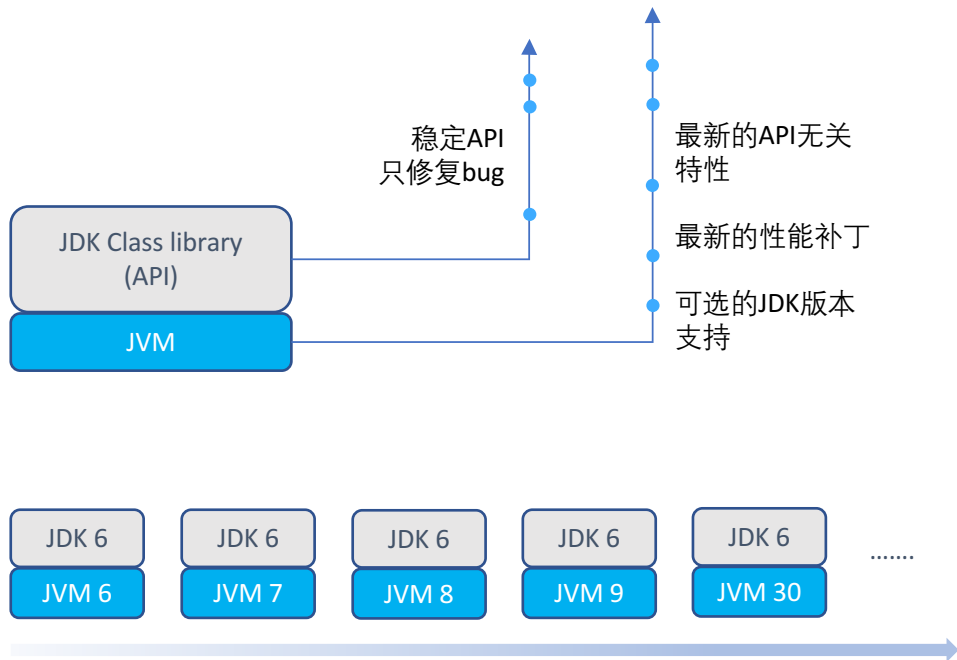 稳定API
只修复bug
最新的API无关
特性
最新的性能补丁
可选的JDK版本
支持
JDK Class library
(API)
JVM
JDK 6
JVM 6
JDK 6
JVM 7
JDK 6
JVM 8
JDK 6
JVM 9
JDK 6
JVM 30
.......